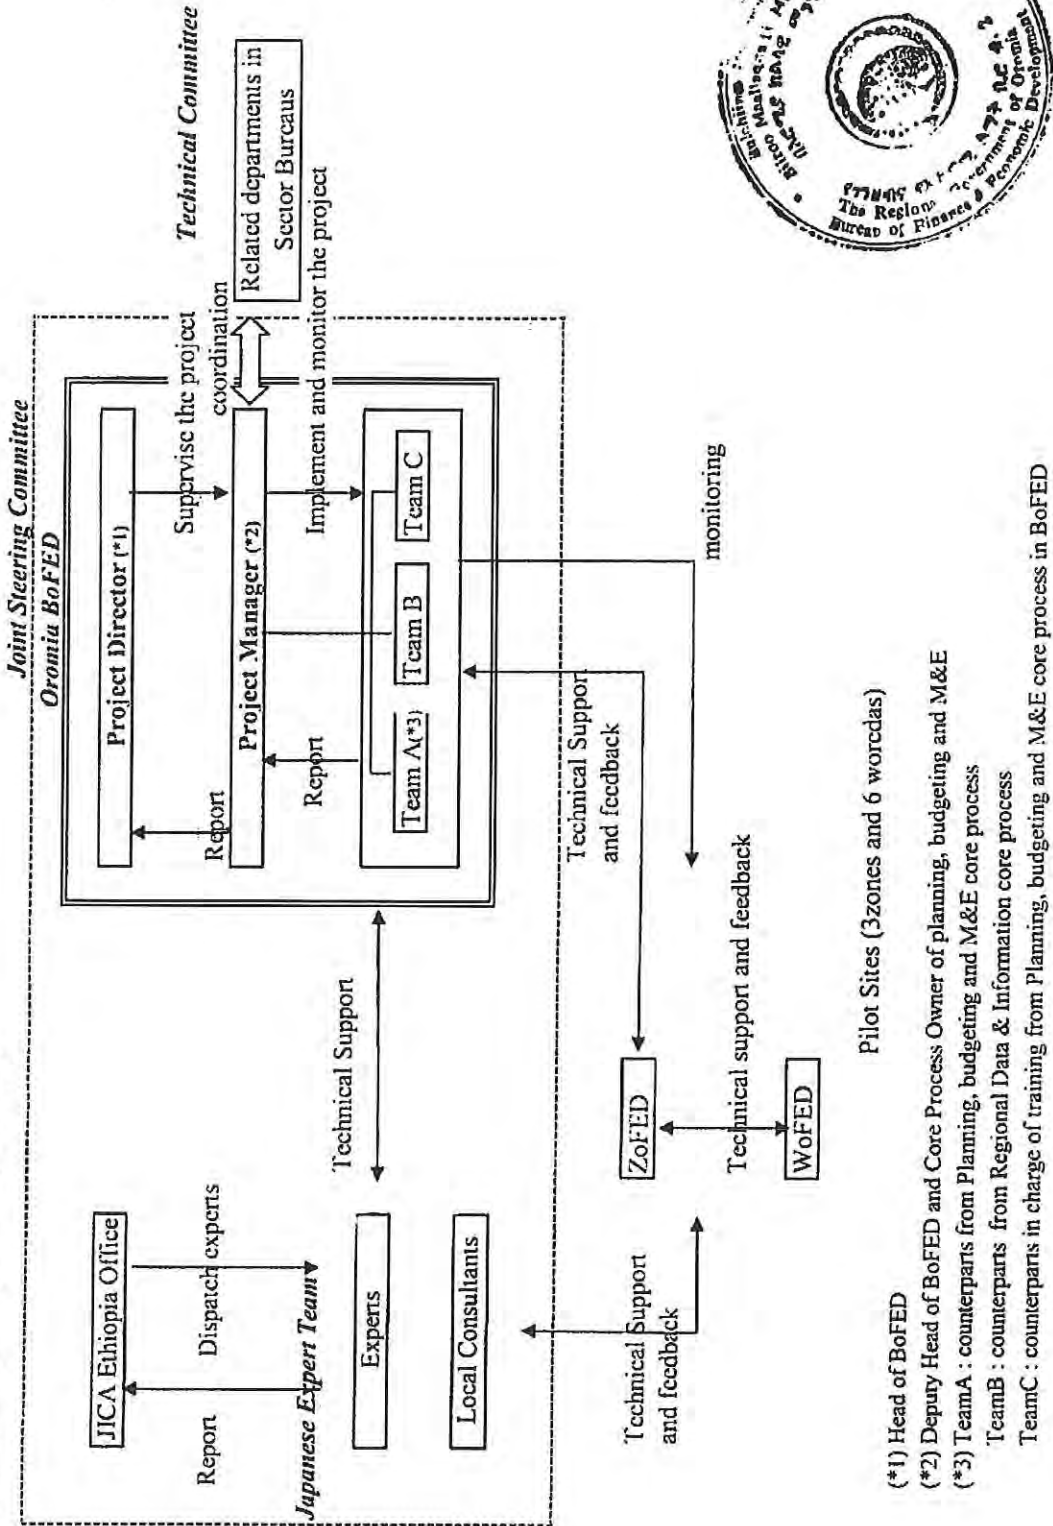 Joint Steering Committee
Oromia BoFED
Technical Committee
JICA Ethiopia Office
Report
Dispatch experts
Japanese Expert Team
Experts
Local Consultants
Technical Support
Project Director (*1)
Report
Supervise the project
coordination
Project Manager (*2)
Related departments in
Sector Bureaus
Report
Implement and monitor the project
Team A(*3)
Team B
Team C
Technical Support
and feedback
Technical Support
and feedback
monitoring
ZoFED
Technical support and feedback
WoFED
Pilot Sites (3zones and 6 woredas)
(*1) Head of BoFED
(*2) Deputy Head of BoFED and Core Process Owner of planning, budgeting and M&E
(*3) TeamA : counterparts from Planning, budgeting and M&E core process
TeamB : counterparts from Regional Data & Information core process
TeamC : counterparts in charge of training from Planning, budgeting and M&E core process in BoFED
The Regional Government of Oromia
Bureau of Finance & Economic Development